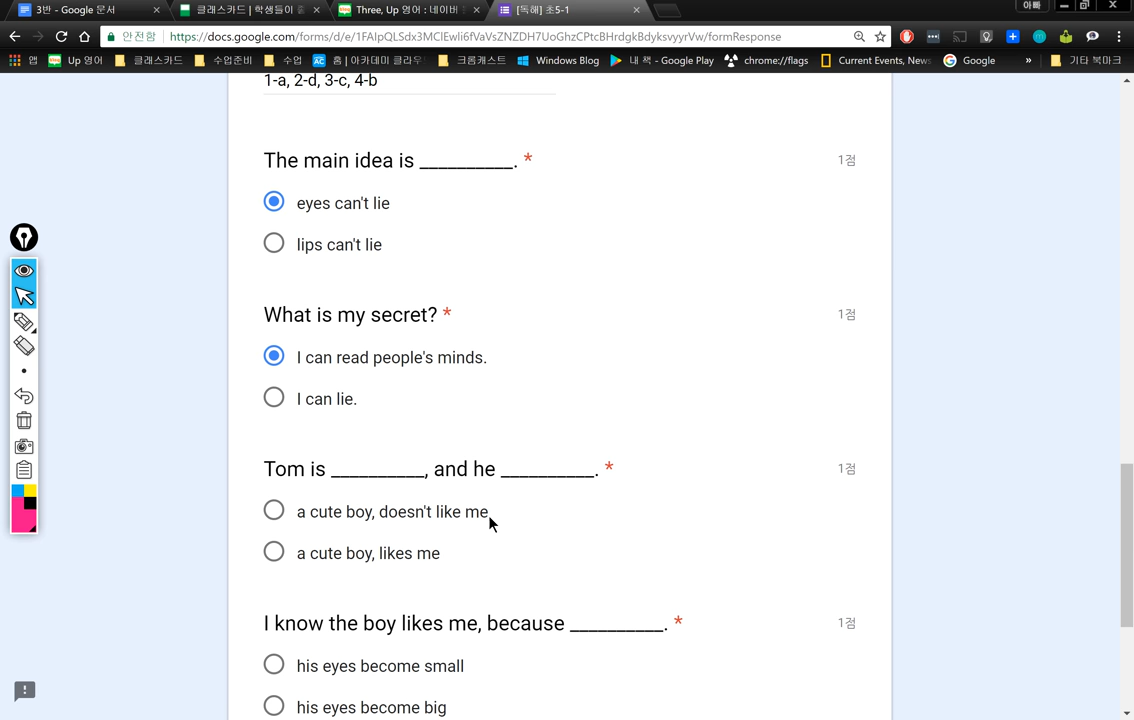 3반 - Google 문서
클래스카드 | 학생들이
Three, Up 영어 : 네이버
[독해] 초5-1
아빠
안전함
https://docs.google.com/forms/d/e/1FAIpQLSdx3MClEwli6fVaVsZNZDH7UoGhzCPtcBHrdgkBdyksvyyrVw/formResponse
앱
Up 영어
클래스카드
수업준비
수업
홈 | 아카데미 클라우
크롬캐스트
Windows Blog
내 책 - Google Play
chrome://flags
Current Events, News
Google
»
기타 북마크
1-a, 2-d, 3-c, 4-b
The main idea is __________. *
1점
eyes can't lie
lips can't lie
What is my secret? *
1점
I can read people's minds.
I can lie.
Tom is __________, and he __________. *
1점
a cute boy, doesn't like me
a cute boy, likes me
I know the boy likes me, because __________. *
1점
his eyes become small
his eyes become big